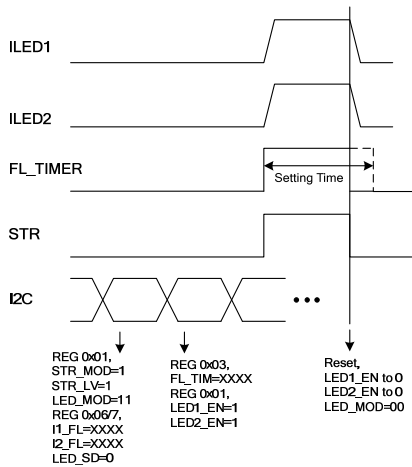 ILED1
ILED2
FL_TIMER
Setting Time
STR
I2C
REG 0x01,
STR_MOD=1
STR_LV=1
LED_MOD=11
REG 0x06/7,
I1_FL=XXXX
I2_FL=XXXX
LED_SD=0
REG 0x03,
FL_TIM=XXXX
REG 0x01,
LED1_EN=1
LED2_EN=1
Reset,
LED1_EN to 0
LED2_EN to 0
LED_MOD=00